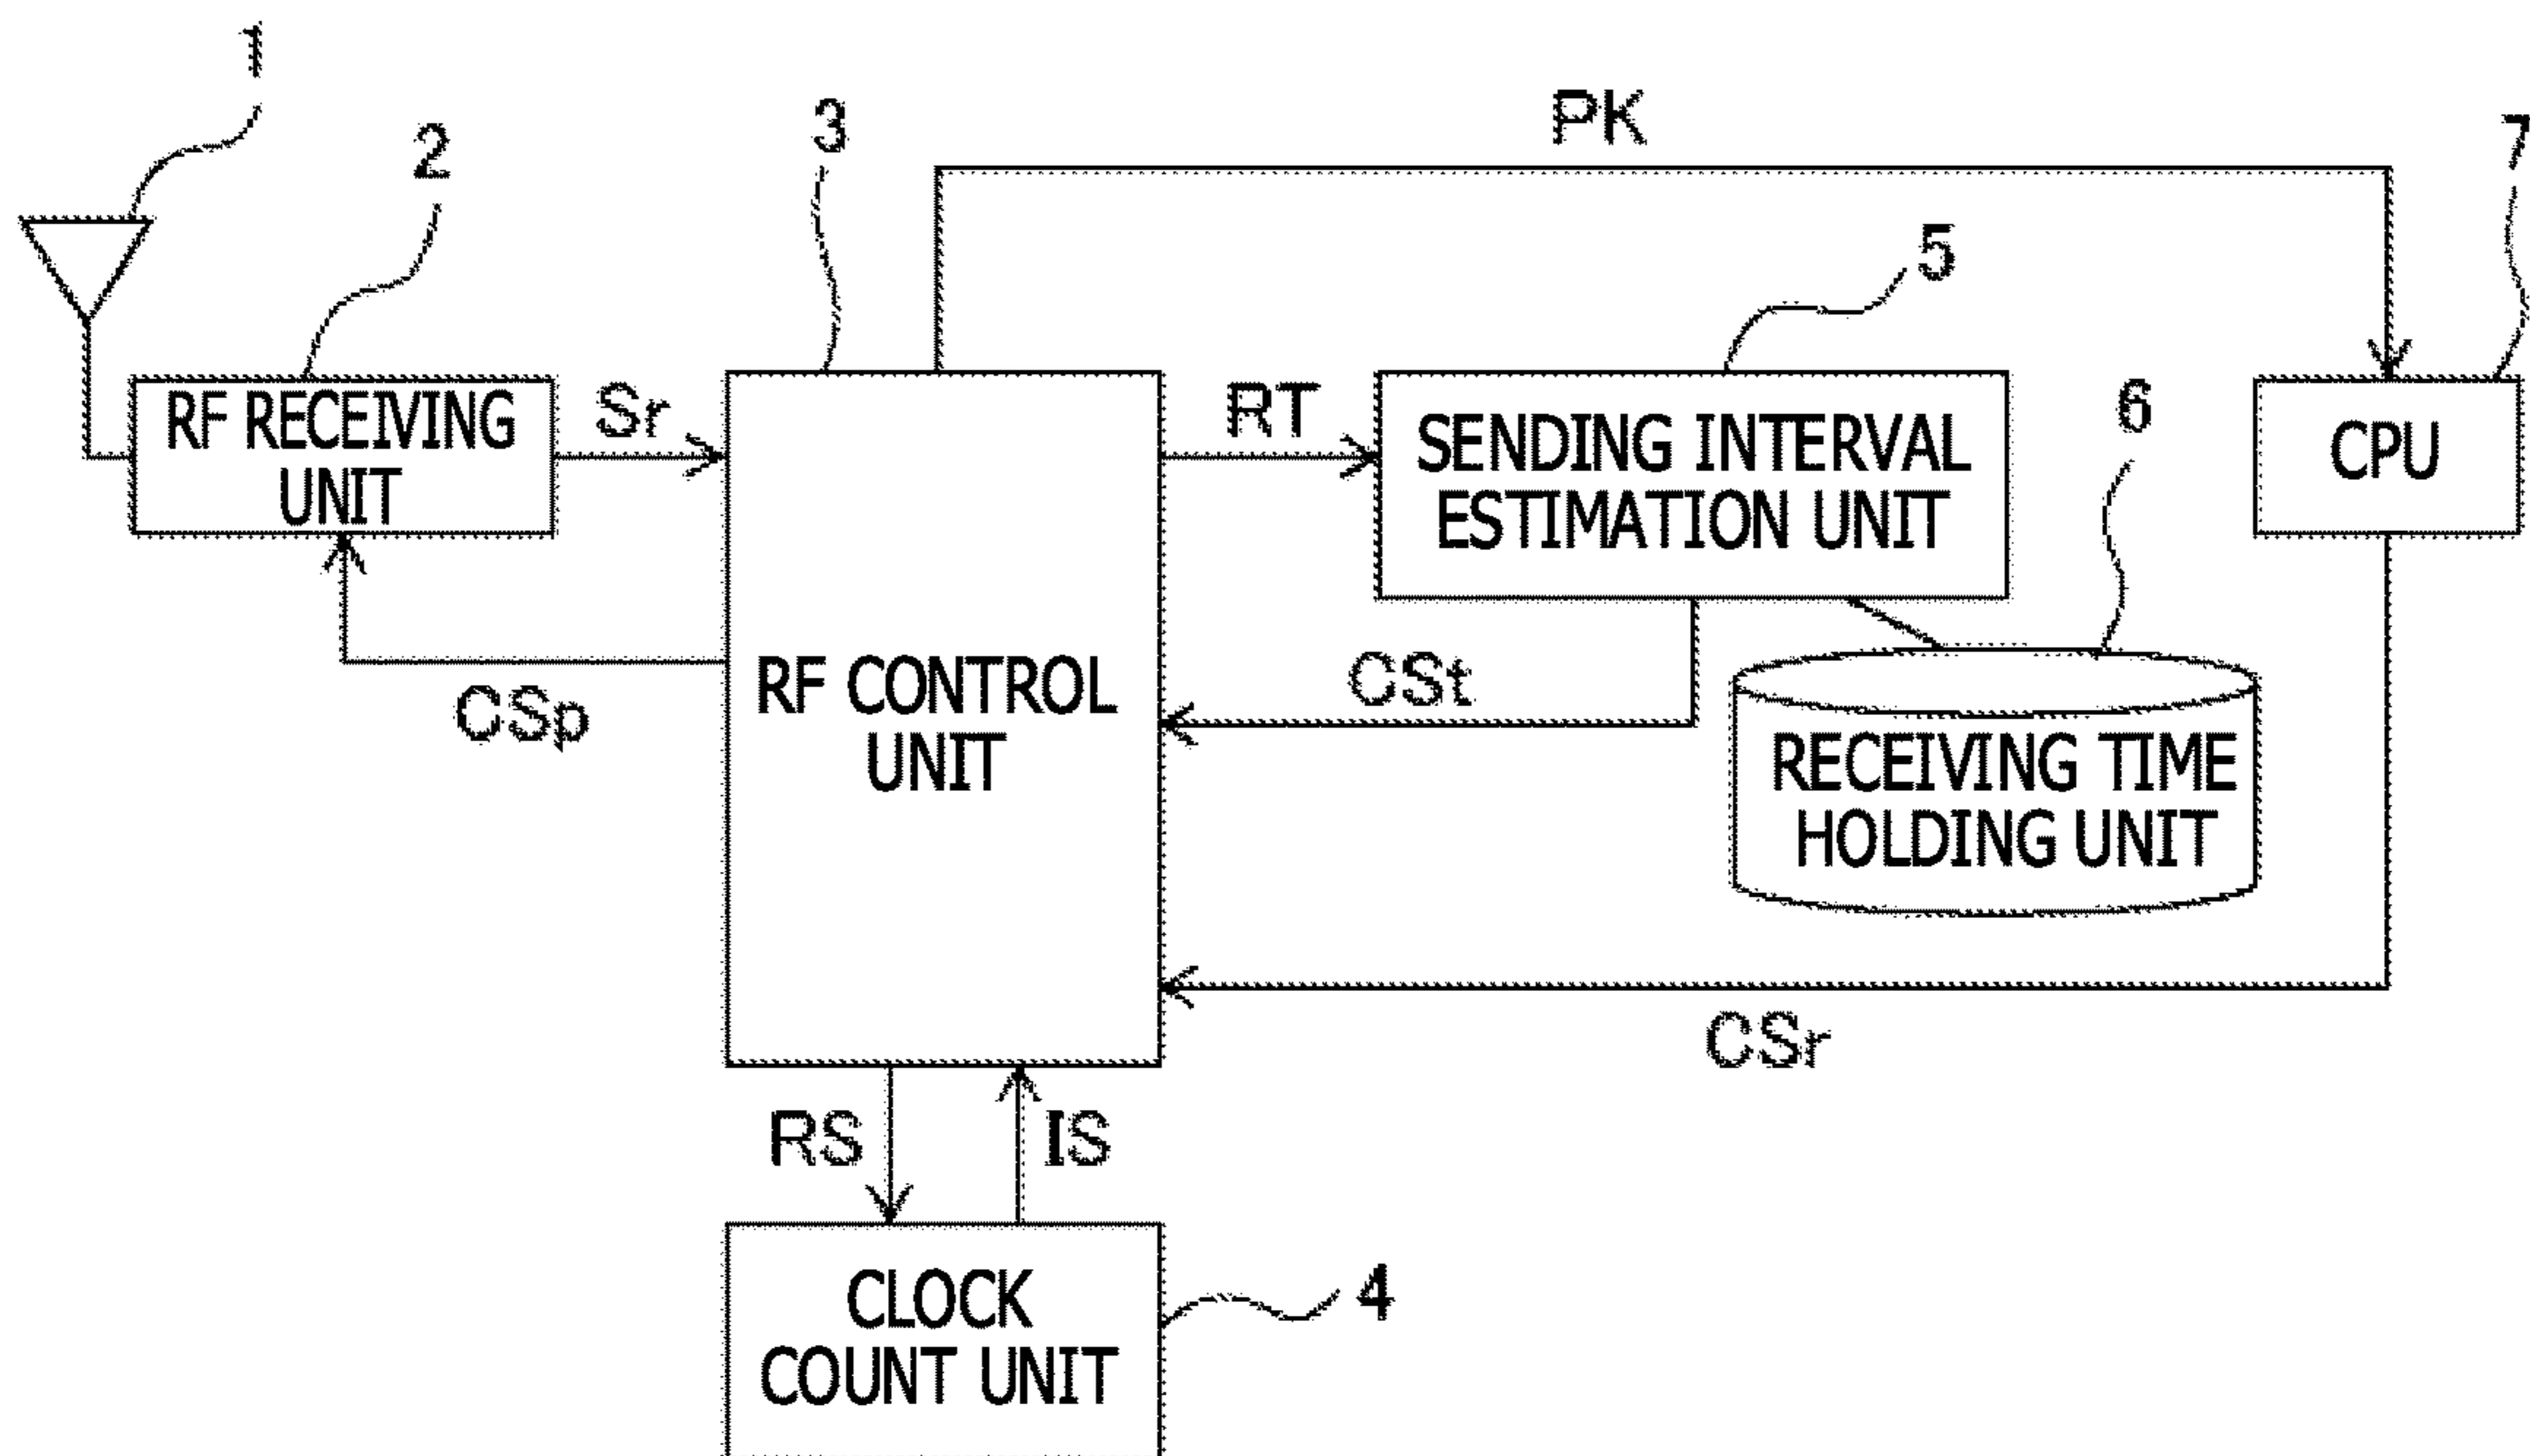 1
2
3
PK
7
5
6
RF RECEIVING
UNIT
Sr
RT
SENDING INTERVAL
ESTIMATION UNIT
CPU
CSp
RF CONTROL
UNIT
CSt
RECEIVING TIME
HOLDING UNIT
CSr
RS
IS
CLOCK
COUNT UNIT
4